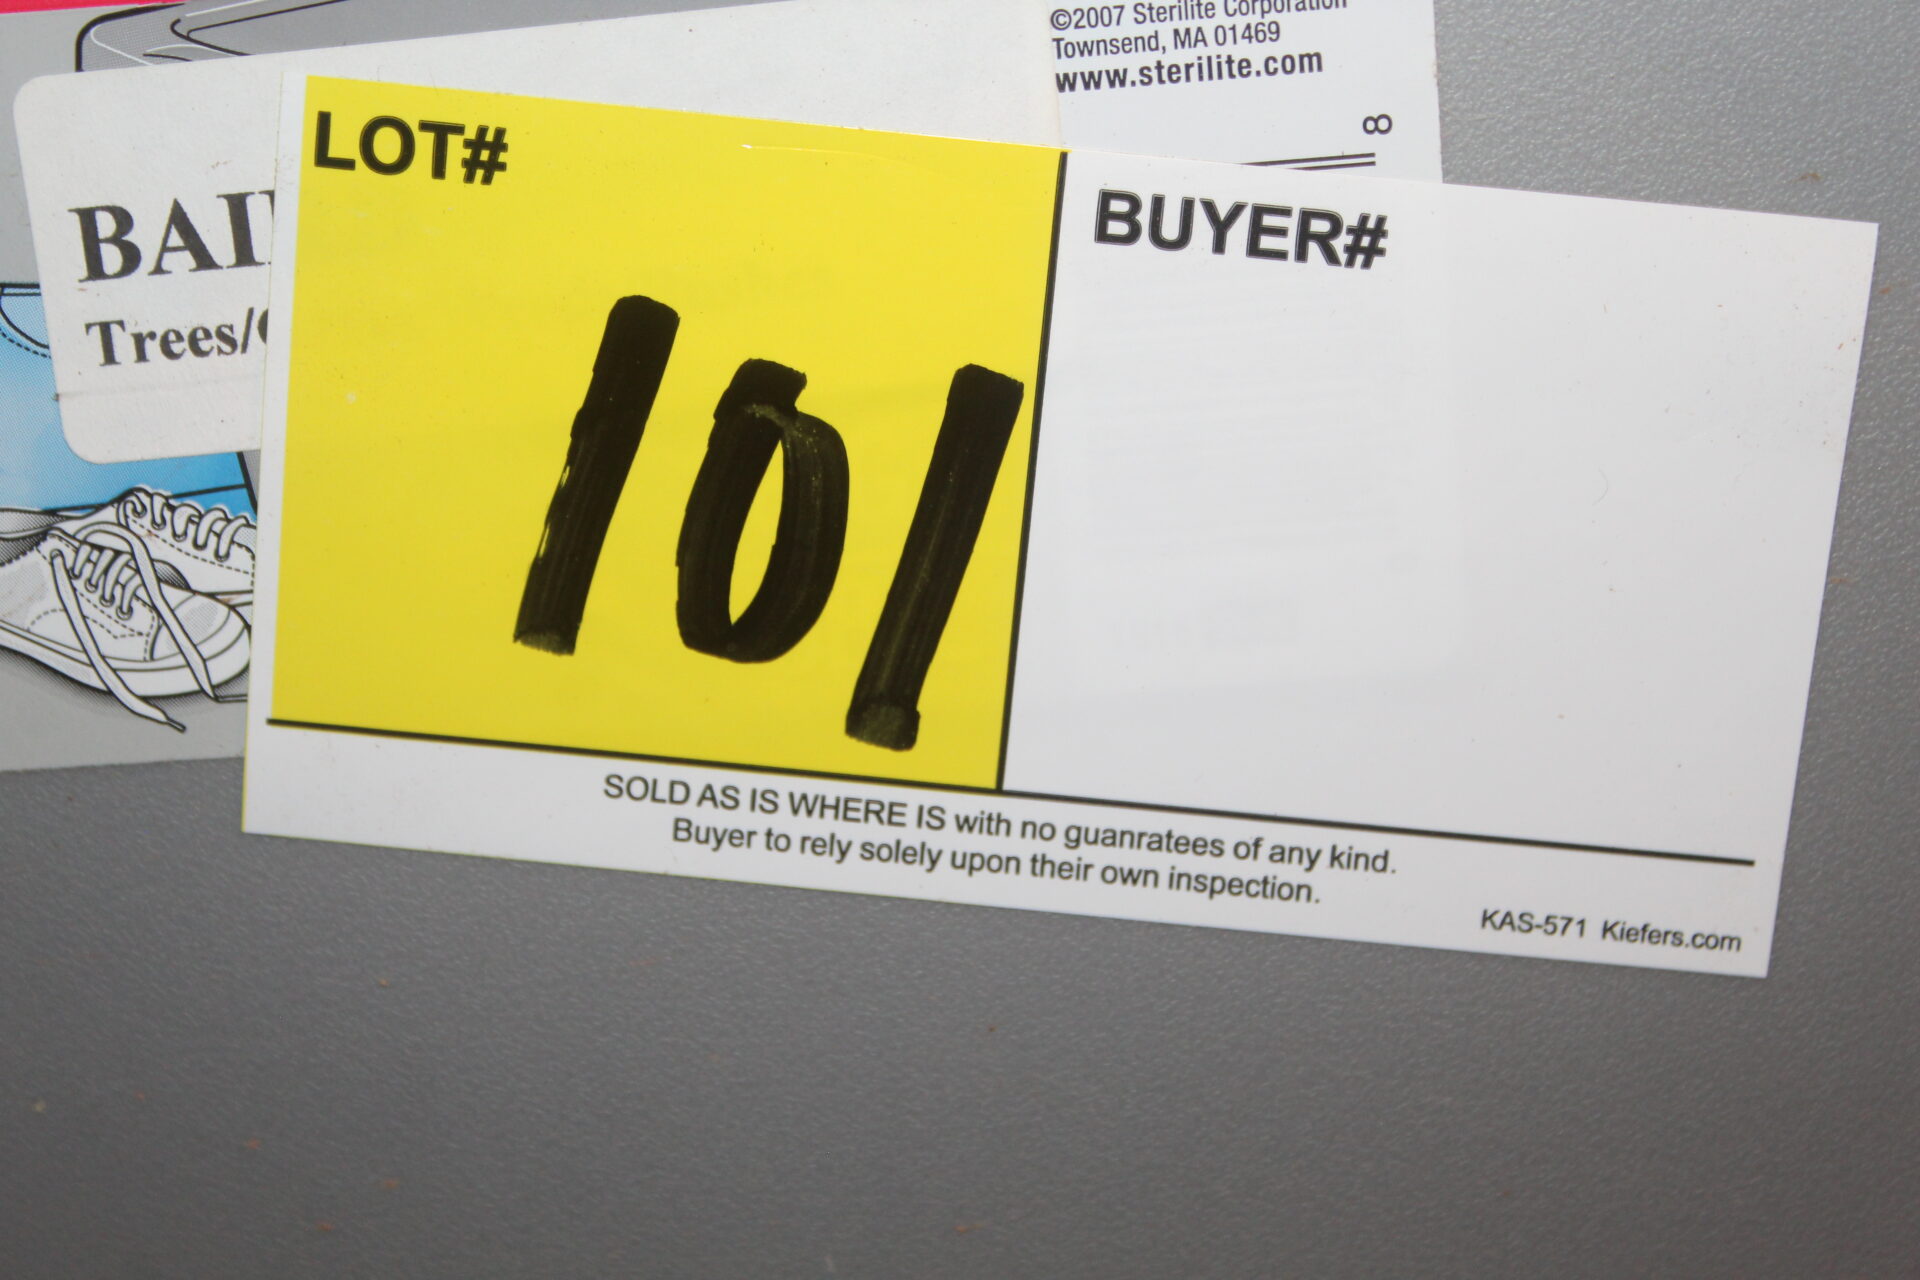 ©2007 Sterilite Corporation
Townsend, MA 01469
www.sterilite.com
8
LOT#
BUYER#
Trees/
101
SOLD AS IS WHERE IS with no guanratees of any kind.
Buyer to rely solely upon their own inspection.
KAS-571 Kiefers.com